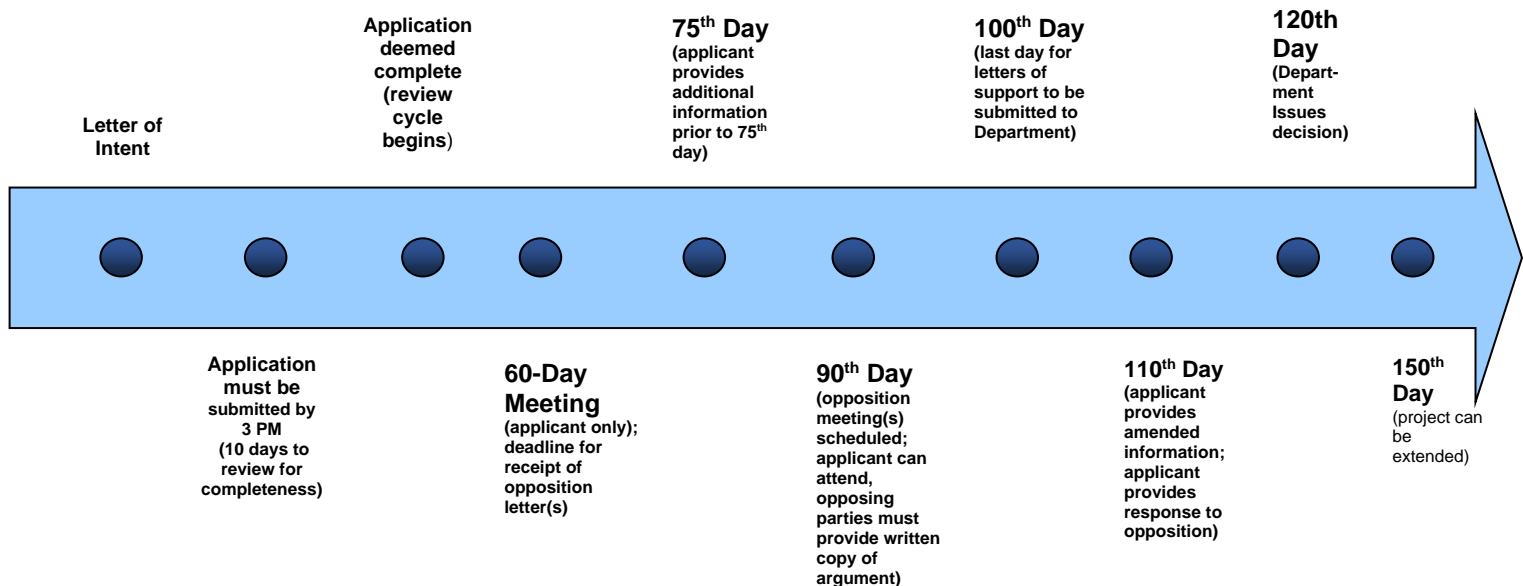 Letter of
Intent
Application
deemed
complete
(review
cycle
begins)
75th Day
(applicant
provides
additional
information
prior to 75th
day)
100th Day
(last day for
letters of
support to be
submitted to
Department)
120th
Day
(Depart-
ment
Issues
decision)
Application
must be
submitted by
3 PM
(10 days to
review for
completeness)
60-Day
Meeting
(applicant only);
deadline for
receipt of
opposition
letter(s)
90th Day
(opposition
meeting(s)
scheduled;
applicant can
attend,
opposing
parties must
provide written
copy of
argument)
110th Day
(applicant
provides
amended
information;
applicant
provides
response to
opposition)
150th
Day
(project can
be
extended)